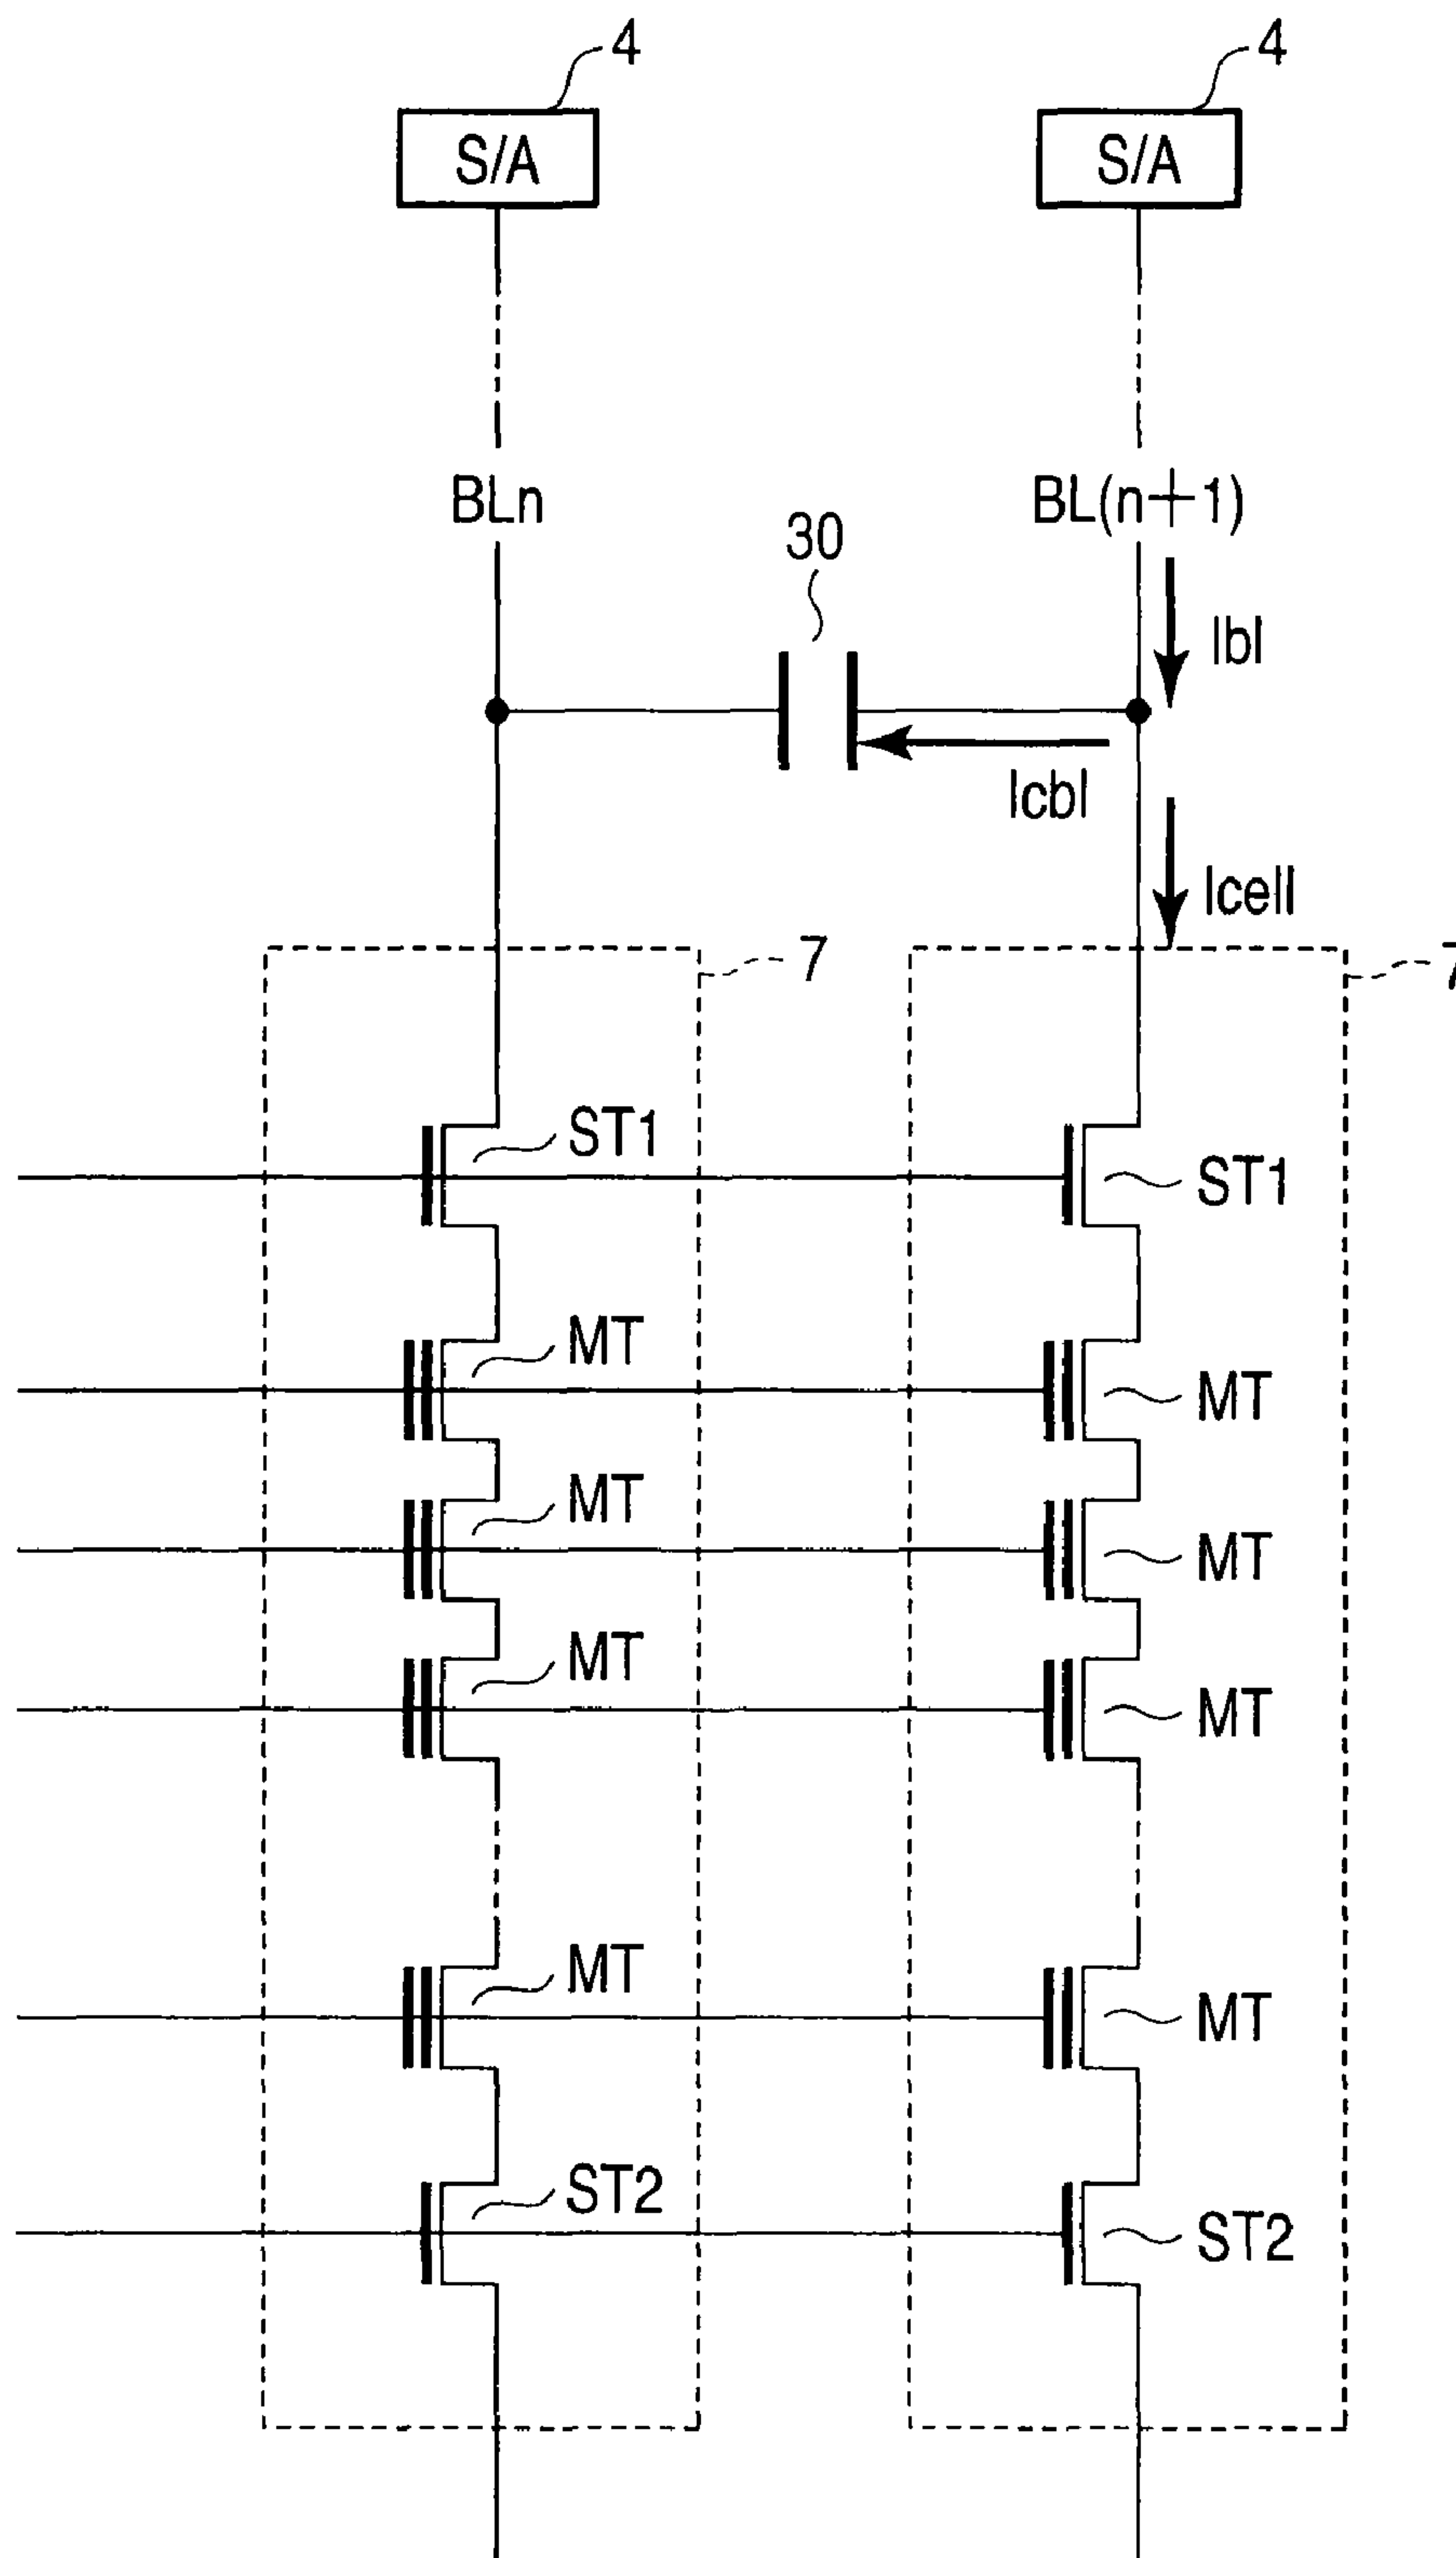 4 4
S/A S/A
BLn BL(n+1)
30
Ibl
Icbl
Icell
7 7
ST1 ST1
MT MT
MT MT
MT MT
MT MT
ST2 ST2